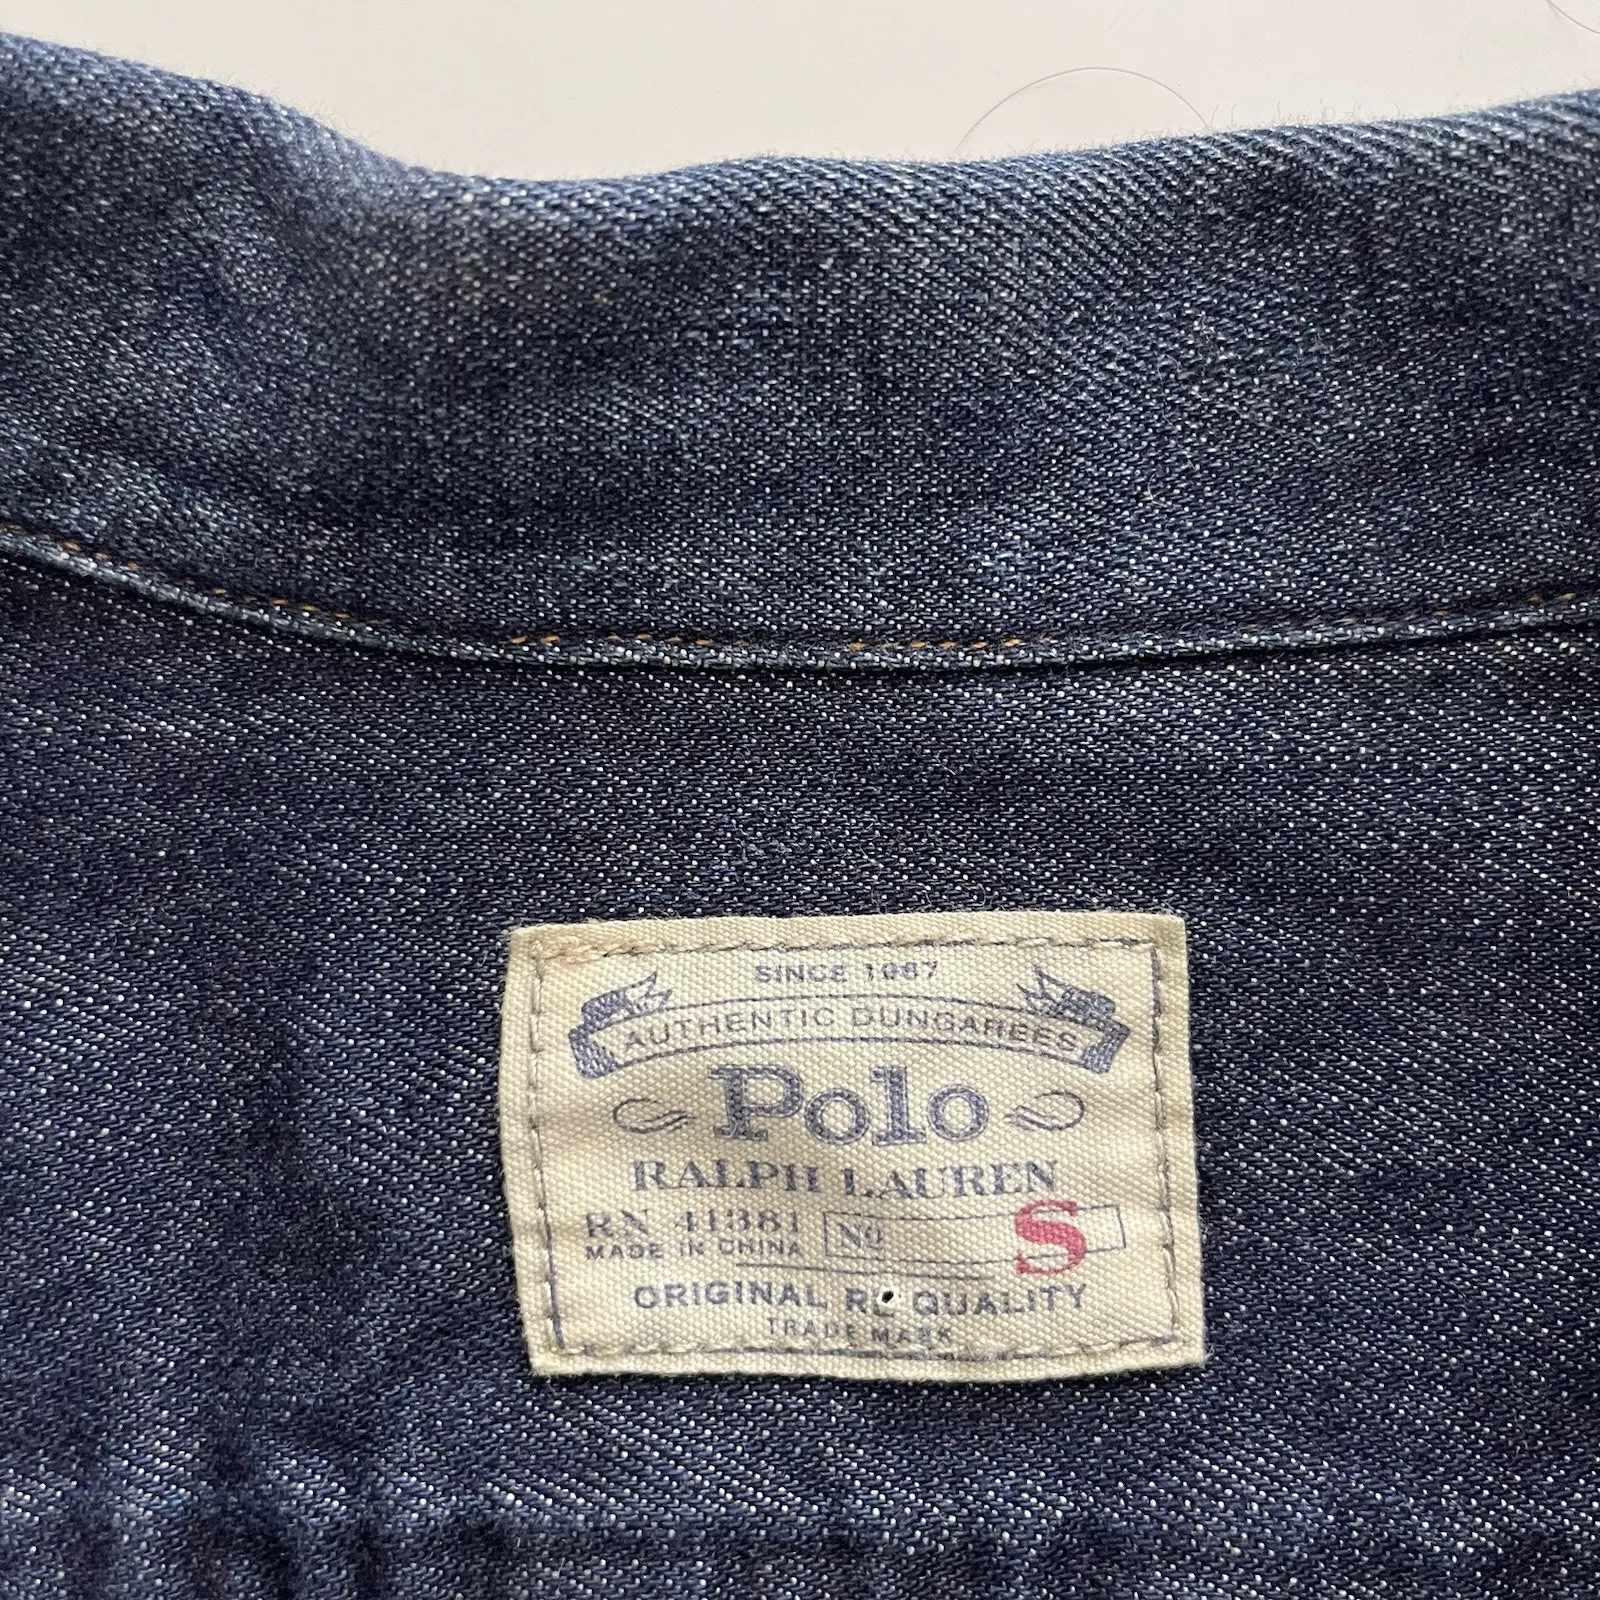 SINCE 1967
AUTHENTIC DUNGAREES
Polo
RALPH LAUREN
RN 41381
MADE IN CHINA
No S
ORIGINAL RL QUALITY
TRADE MARK